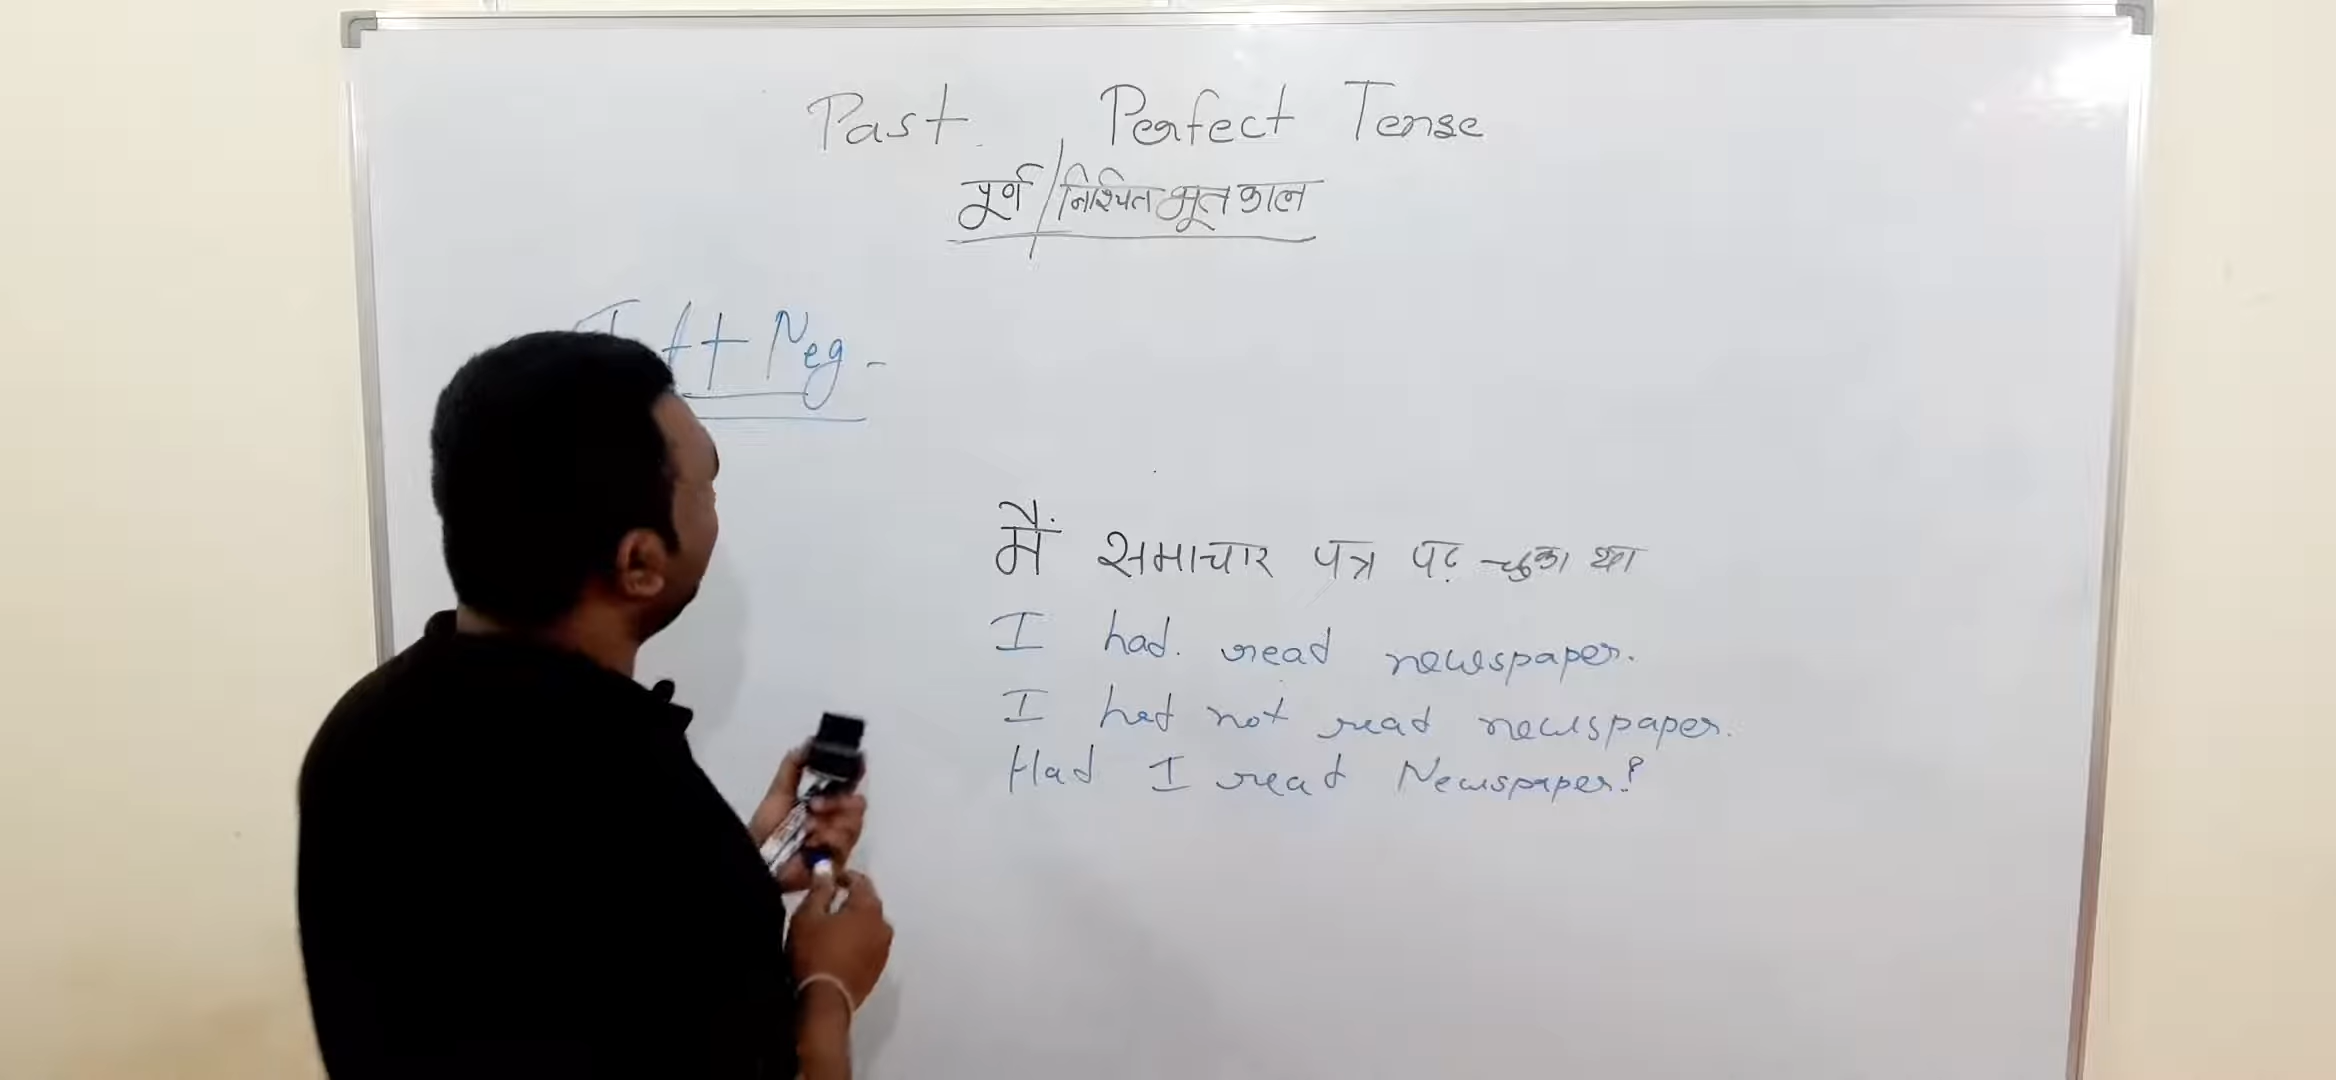 Past Perfect Tense
पूर्ण/निश्चित भूतकाल
+ Neg -
मैं समाचार पत्र पढ़ चुका था
I had. read newspaper.
I had not read newspaper.
Had I read Newspaper?